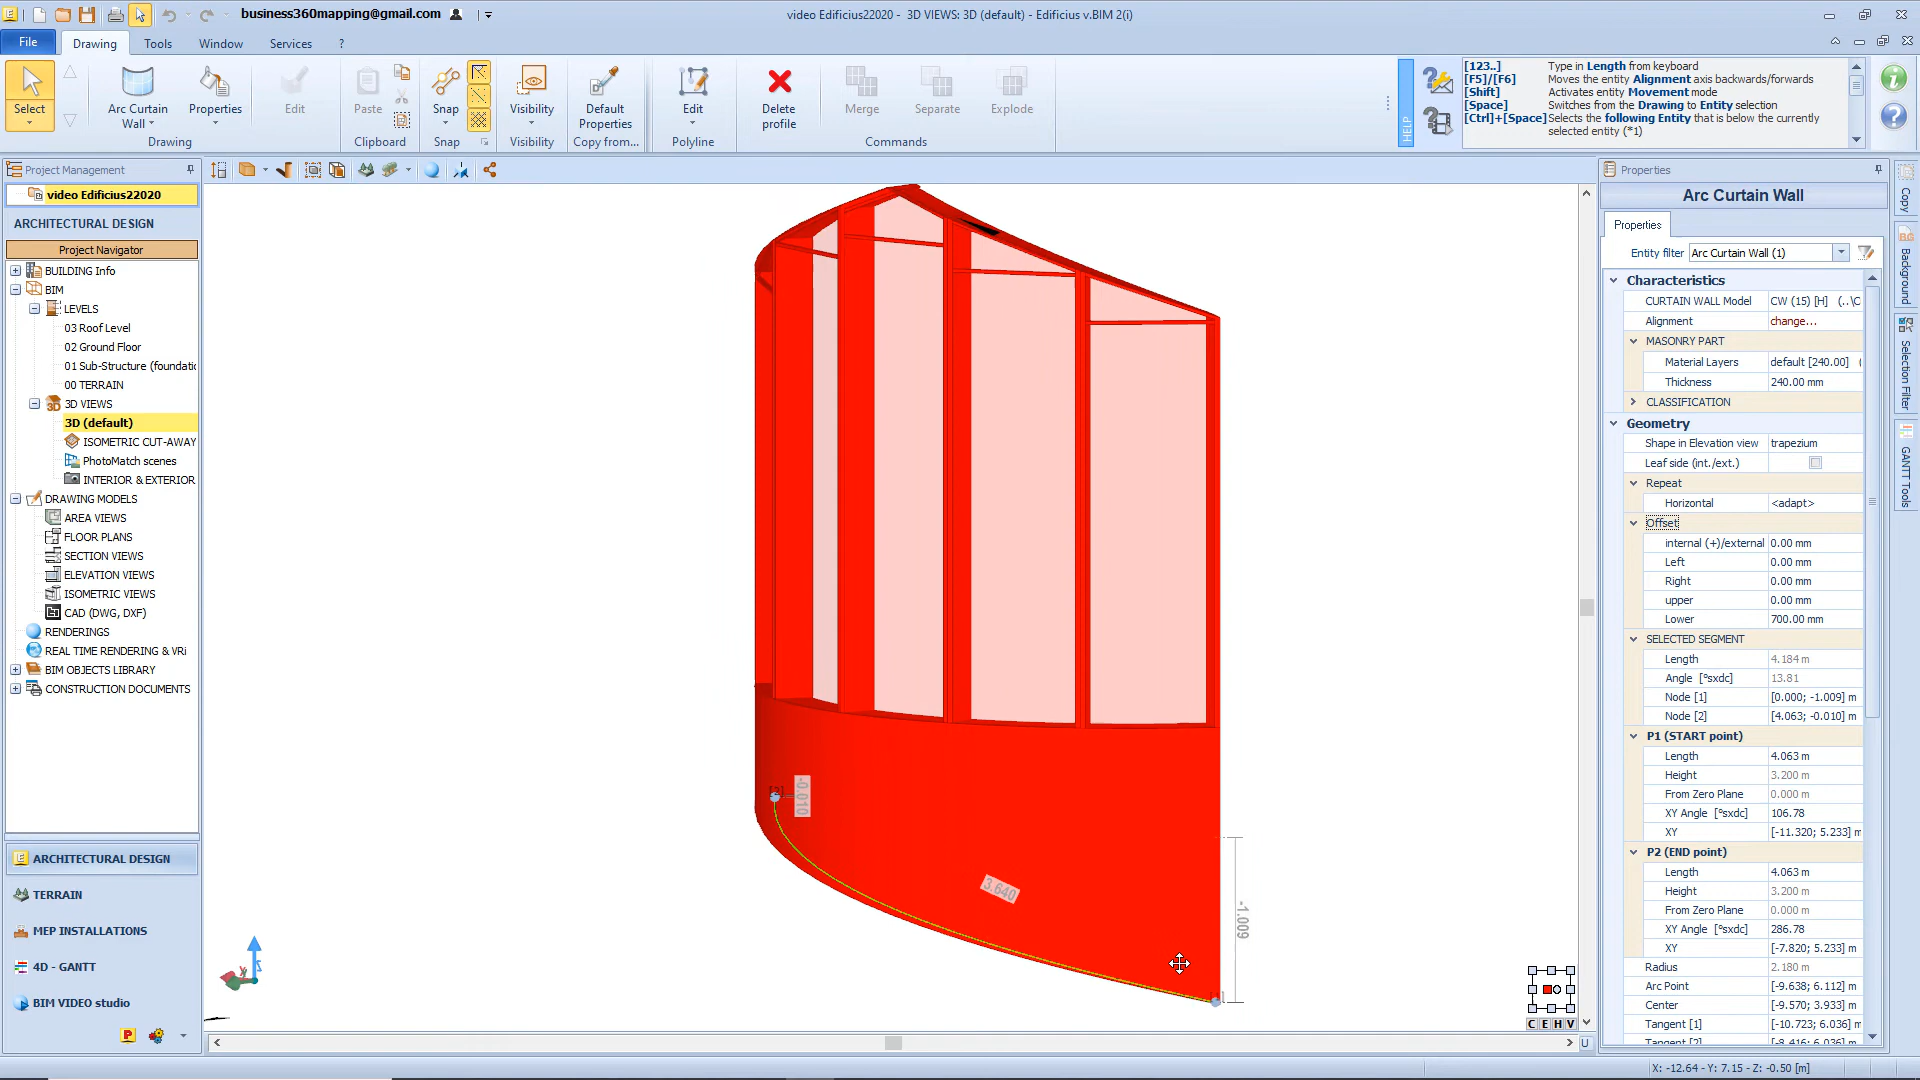 business360mapping@gmail.com
video Edificius22020 - 3D VIEWS: 3D (default) - Edificius v.BIM 2(i)
File
Drawing
Tools
Window
Services
?
Select
Arc Curtain
Wall
Properties
Edit
Paste
Snap
Visibility
Default
Properties
Edit
Delete
profile
Merge
Separate
Explode
Drawing
Clipboard
Snap
Visibility
Copy from...
Polyline
Commands
HELP
[123..] Type in Length from keyboard
[F5]/[F6] Moves the entity Alignment axis backwards/forwards
[Shift] Activates entity Movement mode
[Space] Switches from the Drawing to Entity selection
[Ctrl]+[Space] Selects the following Entity that is below the currently
selected entity (*1)
Project Management
video Edificius22020
ARCHITECTURAL DESIGN
Project Navigator
BUILDING Info
BIM
LEVELS
03 Roof Level
02 Ground Floor
01 Sub-Structure (foundatio
00 TERRAIN
3D VIEWS
3D (default)
ISOMETRIC CUT-AWAY
PhotoMatch scenes
INTERIOR & EXTERIOR
DRAWING MODELS
AREA VIEWS
FLOOR PLANS
SECTION VIEWS
ELEVATION VIEWS
ISOMETRIC VIEWS
CAD (DWG, DXF)
RENDERINGS
REAL TIME RENDERING & VRi
BIM OBJECTS LIBRARY
CONSTRUCTION DOCUMENTS
ARCHITECTURAL DESIGN
TERRAIN
MEP INSTALLATIONS
4D - GANTT
BIM VIDEO studio
[2]
-0.010
3.640
-1.009
C E H V
U
Properties
Arc Curtain Wall
Properties
Entity filter Arc Curtain Wall (1)
Characteristics
CURTAIN WALL Model CW (15) [H] (..\C
Alignment change...
MASONRY PART
Material Layers default [240.00] (
Thickness 240.00 mm
CLASSIFICATION
Geometry
Shape in Elevation view trapezium
Leaf side (int./ext.)
Repeat
Horizontal <adapt>
Offset
internal (+)/external 0.00 mm
Left 0.00 mm
Right 0.00 mm
upper 0.00 mm
Lower 700.00 mm
SELECTED SEGMENT
Length 4.184 m
Angle [°sxdc] 13.81
Node [1] [0.000; -1.009] m
Node [2] [4.063; -0.010] m
P1 (START point)
Length 4.063 m
Height 3.200 m
From Zero Plane 0.000 m
XY Angle [°sxdc] 106.78
XY [-11.320; 5.233] m
P2 (END point)
Length 4.063 m
Height 3.200 m
From Zero Plane 0.000 m
XY Angle [°sxdc] 286.78
XY [-7.820; 5.233] m
Radius 2.180 m
Arc Point [-9.638; 6.112] m
Center [-9.570; 3.933] m
Tangent [1] [-10.723; 6.036] m
Tangent [2] [-8.416; 6.036] m
Copy
Background
Selection Filter
GANTT Tools
X: -12.64 - Y: 7.15 - Z: -0.50 [m]